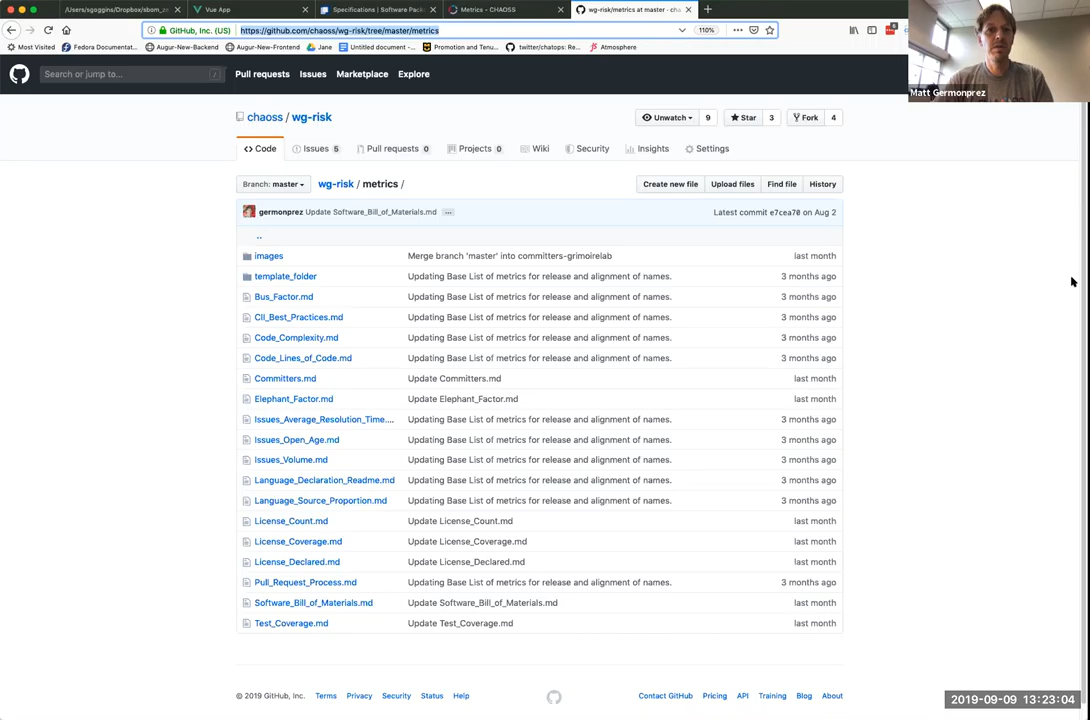 /Users/sgoggins/Dropbox/sbom_ze
Vue App
Specifications | Software Pack
Metrics - CHAOSS
wg-risk/metrics at master · cha
GitHub, Inc. (US)
https://github.com/chaoss/wg-risk/tree/master/metrics
110%
Most Visited
Fedora Documentat...
Augur-New-Backend
Augur-New-Frontend
Jane
Untitled document -...
Promotion and Tenu...
twitter/chatops: Re...
Atmosphere
Matt Germonprez
Search or jump to...
/
Pull requests
Issues
Marketplace
Explore
chaoss / wg-risk
Unwatch
9
Star
3
Fork
4
Code
Issues 5
Pull requests 0
Projects 0
Wiki
Security
Insights
Settings
Branch: master
wg-risk / metrics /
Create new file
Upload files
Find file
History
germonprez Update Software_Bill_of_Materials.md
Latest commit e7cea70 on Aug 2
..
images Merge branch 'master' into committers-grimoirelab last month
template_folder Updating Base List of metrics for release and alignment of names. 3 months ago
Bus_Factor.md Updating Base List of metrics for release and alignment of names. 3 months ago
CII_Best_Practices.md Updating Base List of metrics for release and alignment of names. 3 months ago
Code_Complexity.md Updating Base List of metrics for release and alignment of names. 3 months ago
Code_Lines_of_Code.md Updating Base List of metrics for release and alignment of names. 3 months ago
Committers.md Update Committers.md last month
Elephant_Factor.md Update Elephant_Factor.md last month
Issues_Average_Resolution_Time.... Updating Base List of metrics for release and alignment of names. 3 months ago
Issues_Open_Age.md Updating Base List of metrics for release and alignment of names. 3 months ago
Issues_Volume.md Updating Base List of metrics for release and alignment of names. 3 months ago
Language_Declaration_Readme.md Updating Base List of metrics for release and alignment of names. 3 months ago
Language_Source_Proportion.md Updating Base List of metrics for release and alignment of names. 3 months ago
License_Count.md Update License_Count.md last month
License_Coverage.md Update License_Coverage.md last month
License_Declared.md Update License_Declared.md last month
Pull_Request_Process.md Updating Base List of metrics for release and alignment of names. 3 months ago
Software_Bill_of_Materials.md Update Software_Bill_of_Materials.md last month
Test_Coverage.md Update Test_Coverage.md last month
© 2019 GitHub, Inc.
Terms
Privacy
Security
Status
Help
Contact GitHub
Pricing
API
Training
Blog
About
2019-09-09 13:23:04